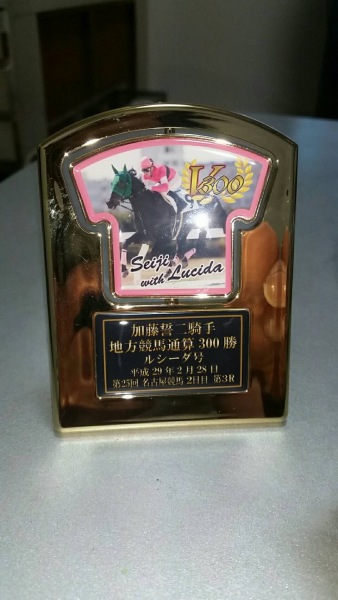 V300
Seiji
with Lucida
加藤誓二騎手
地方競馬通算300勝
ルシーダ号
平成29年2月28日
第25回 名古屋競馬 2日目 第3R